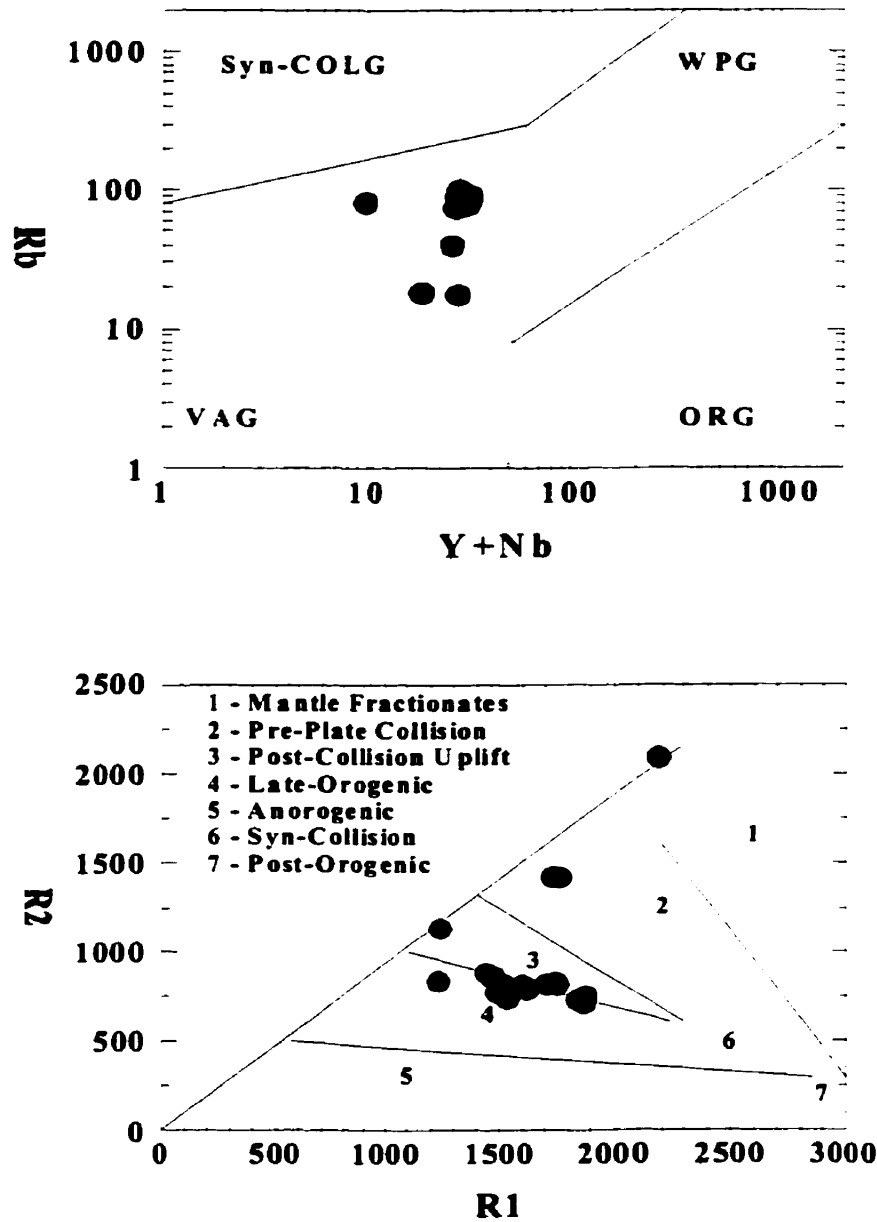 1000
Syn-COLG
WPG
100
Rb
10
VAG
ORG
1
1 10 100 1000
Y+Nb
2500
1 - Mantle Fractionates
2 - Pre-Plate Collision
3 - Post-Collision Uplift
4 - Late-Orogenic
5 - Anorogenic
6 - Syn-Collision
7 - Post-Orogenic
2000
1
1500
R2
2
1000
3
4
6
500
5
7
0
0 500 1000 1500 2000 2500 3000
R1